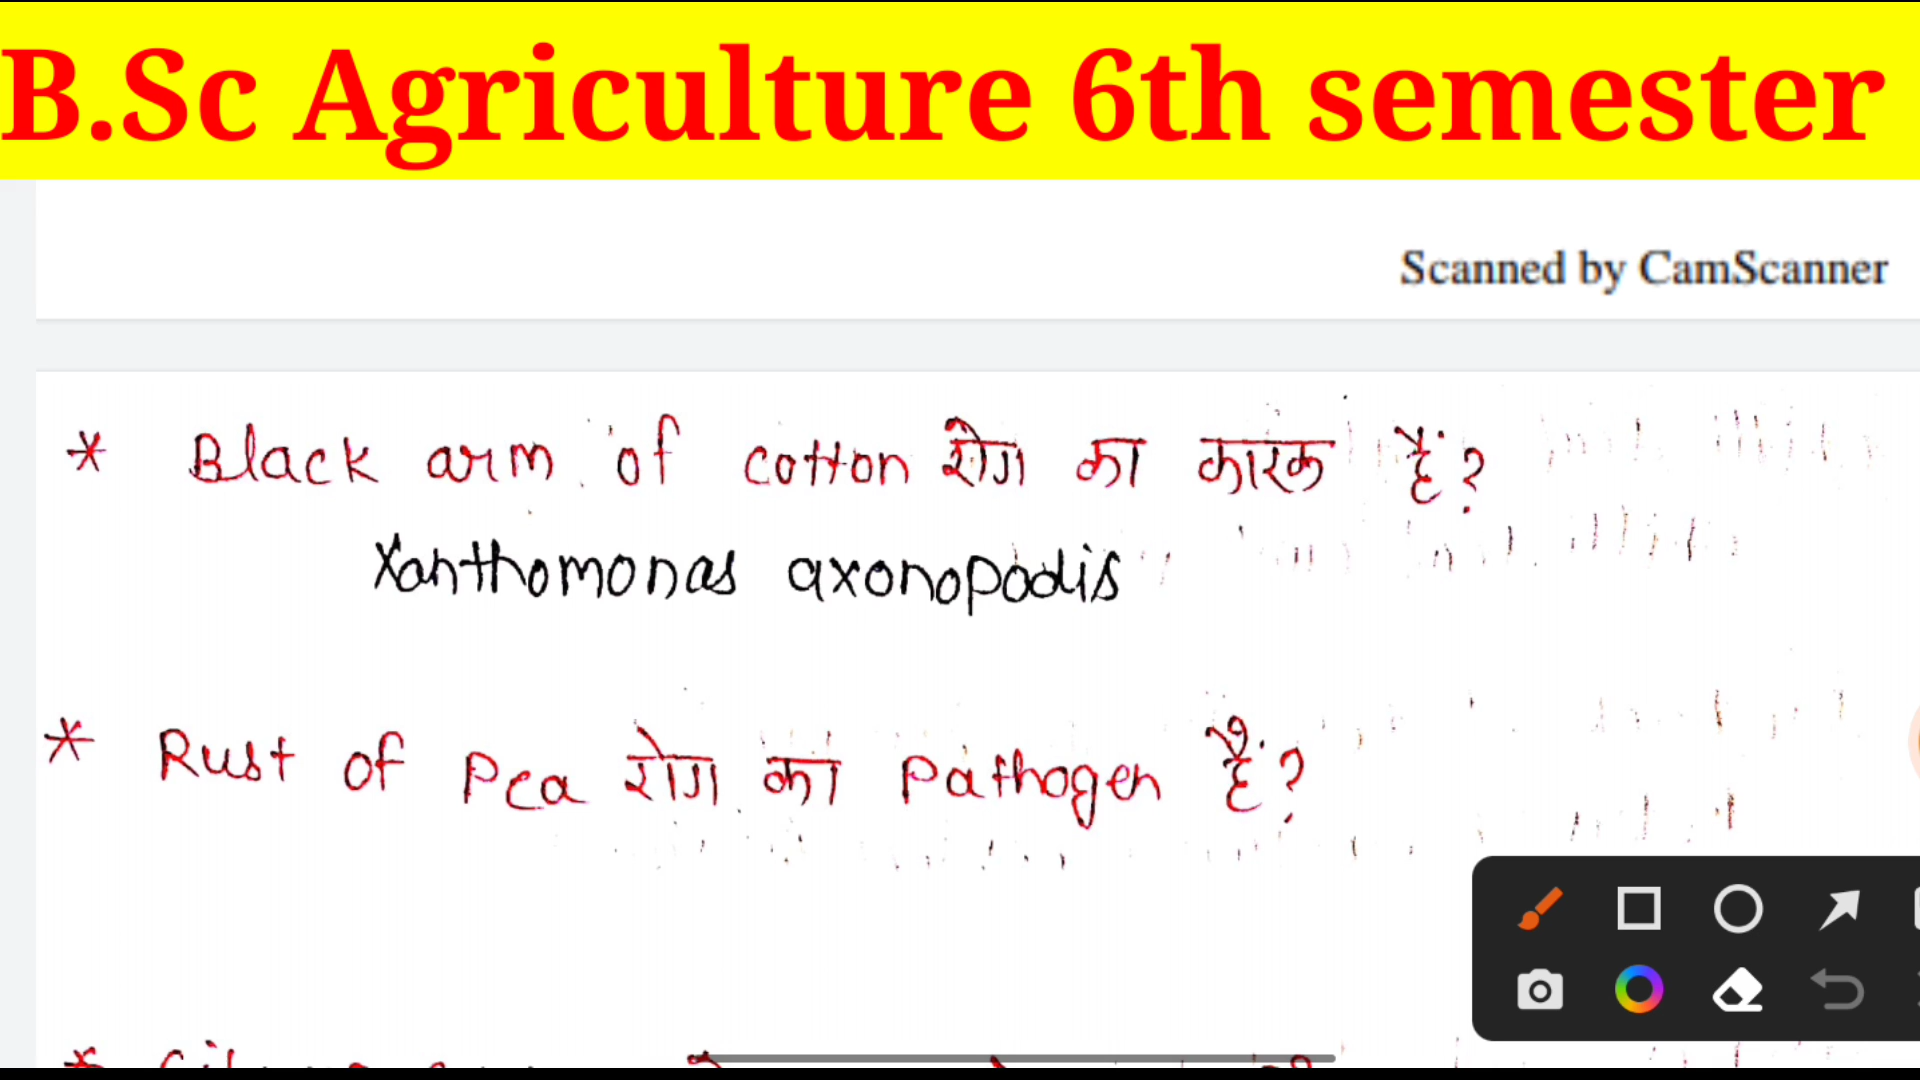 B.Sc Agriculture 6th semester
Scanned by CamScanner
* Black arm of cotton रोग का कारक हैं?
Xanthomonas axonopodis
* Rust of Pea रोग का Pathogen हैं?
*